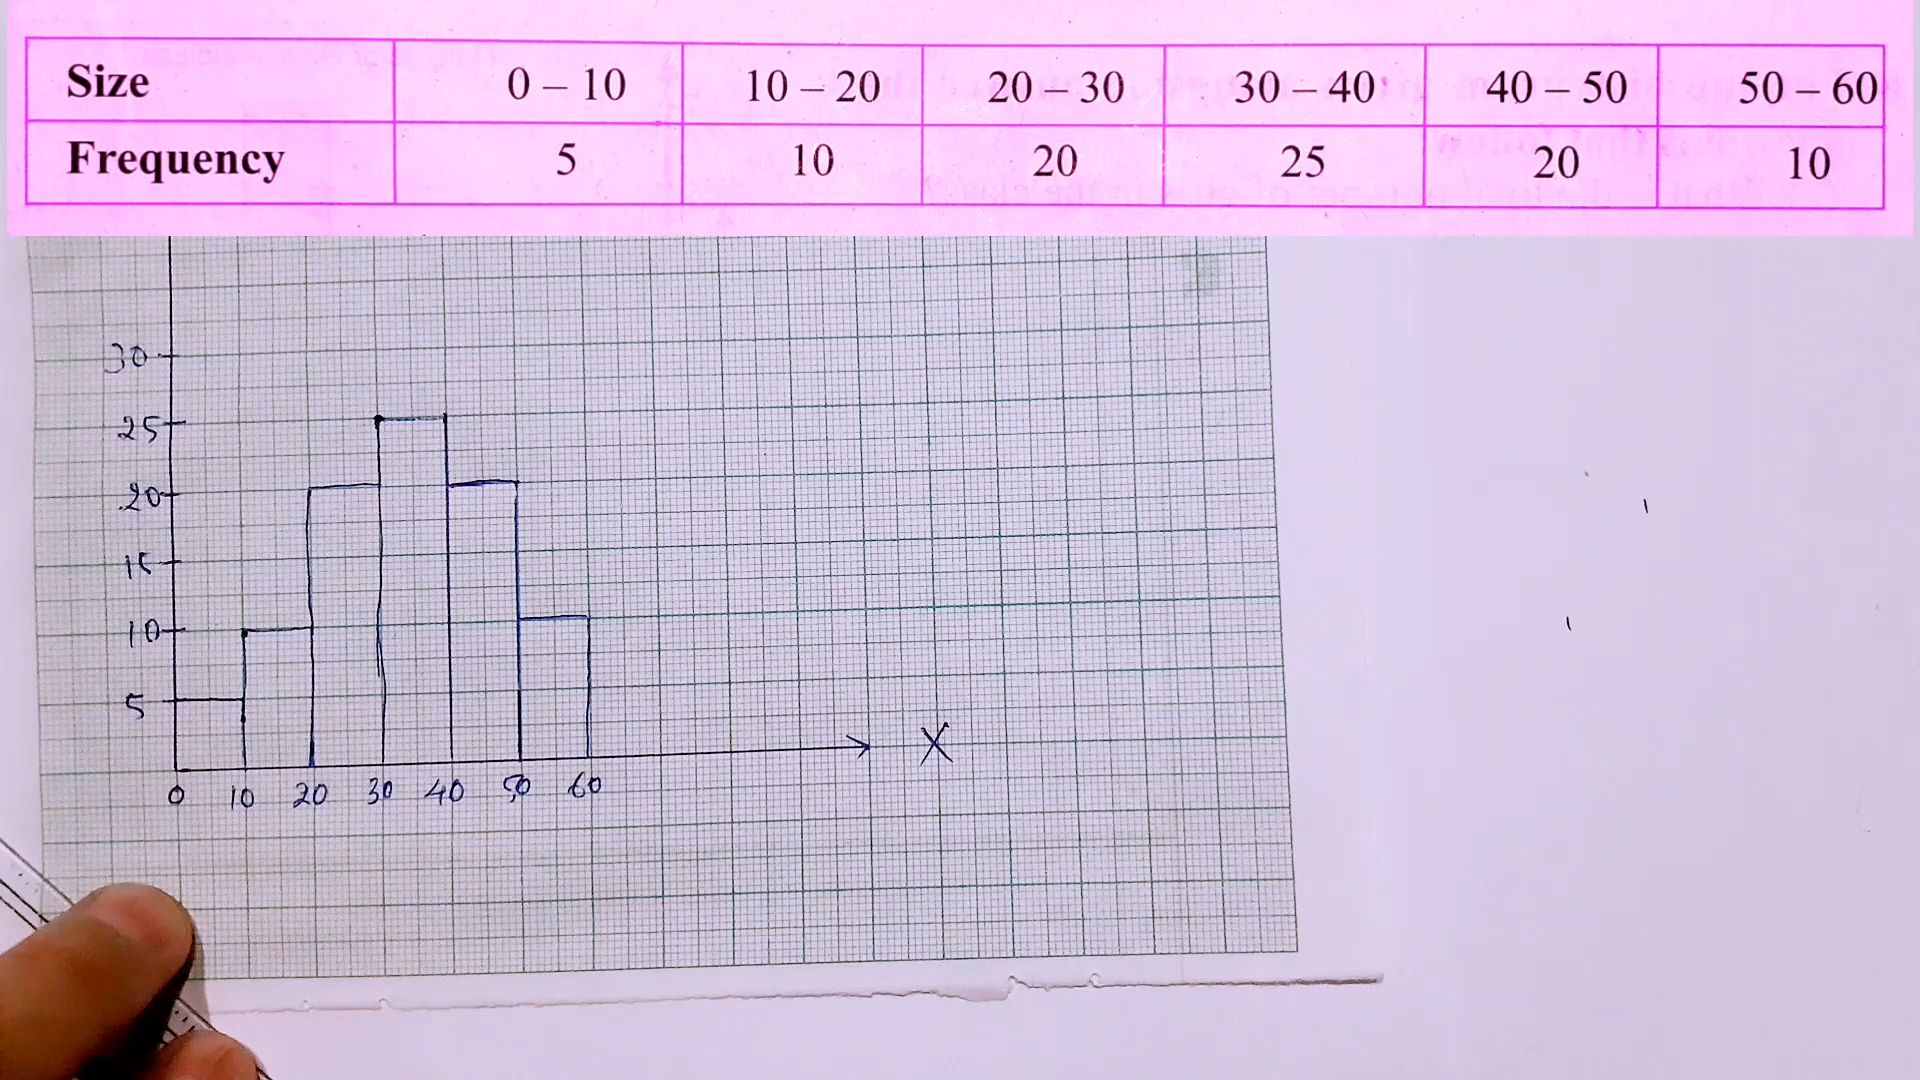 Size 0 – 10 10 – 20 20 – 30 30 – 40 40 – 50 50 – 60
Frequency 5 10 20 25 20 10
30
25
20
15
10
5
X
0 10 20 30 40 50 60